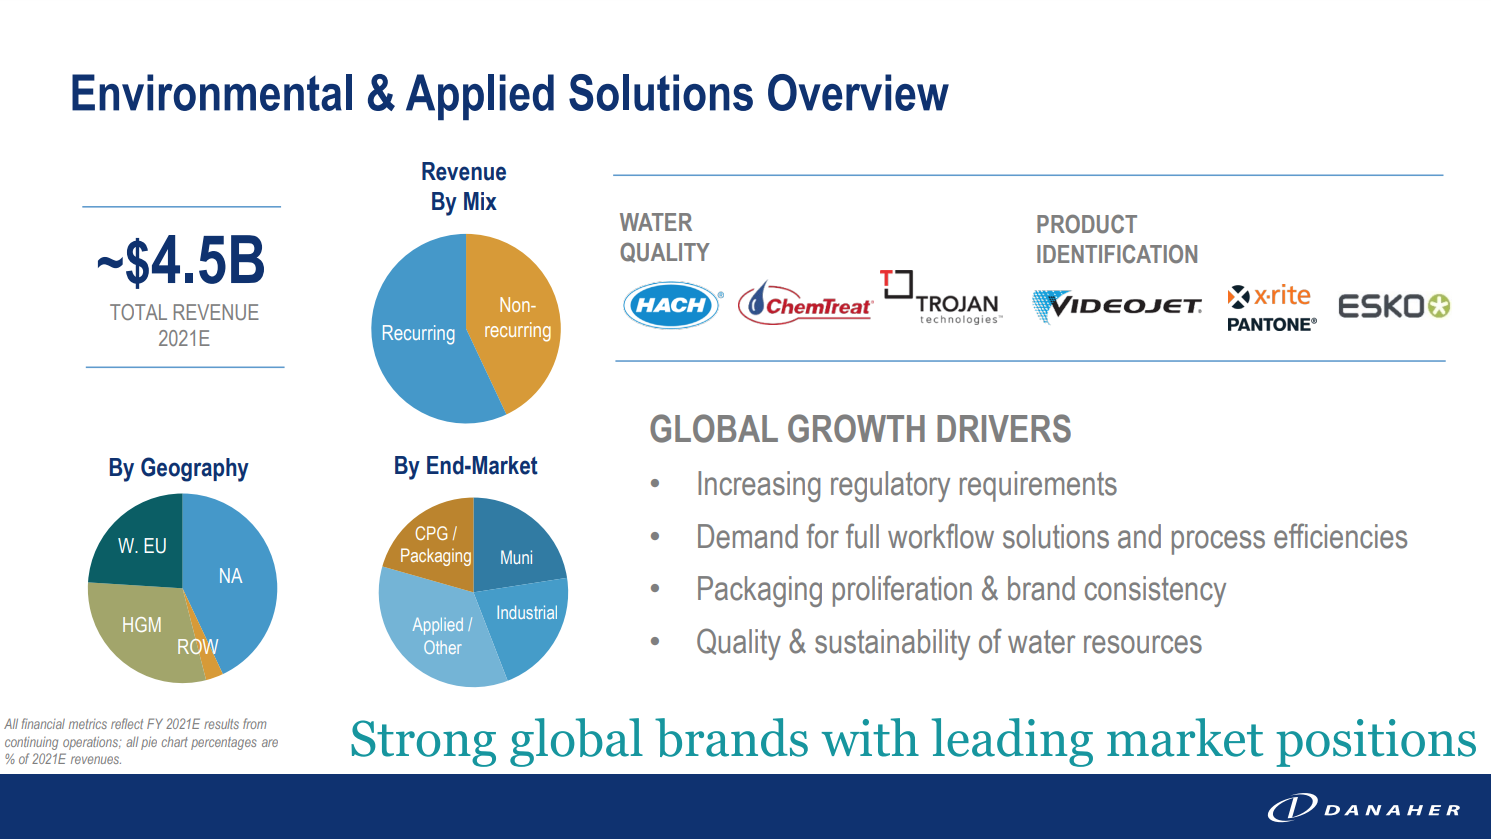 Environmental & Applied Solutions Overview
~$4.5B
TOTAL REVENUE
2021E
Revenue
By Mix
Recurring
Non-
recurring
WATER
QUALITY
HACH®
ChemTreat®
TROJAN
technologies™
PRODUCT
IDENTIFICATION
VIDEOJET.
x·rite
PANTONE®
ESKO
By Geography
W. EU
NA
HGM
ROW
By End-Market
CPG /
Packaging
Muni
Industrial
Applied /
Other
GLOBAL GROWTH DRIVERS
• Increasing regulatory requirements
• Demand for full workflow solutions and process efficiencies
• Packaging proliferation & brand consistency
• Quality & sustainability of water resources
All financial metrics reflect FY 2021E results from
continuing operations; all pie chart percentages are
% of 2021E revenues.
Strong global brands with leading market positions
DANAHER